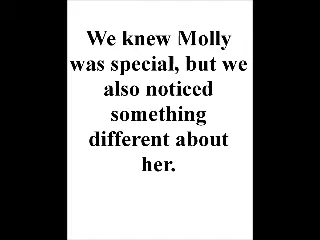 We knew Molly
was special, but we
also noticed
something
different about
her.